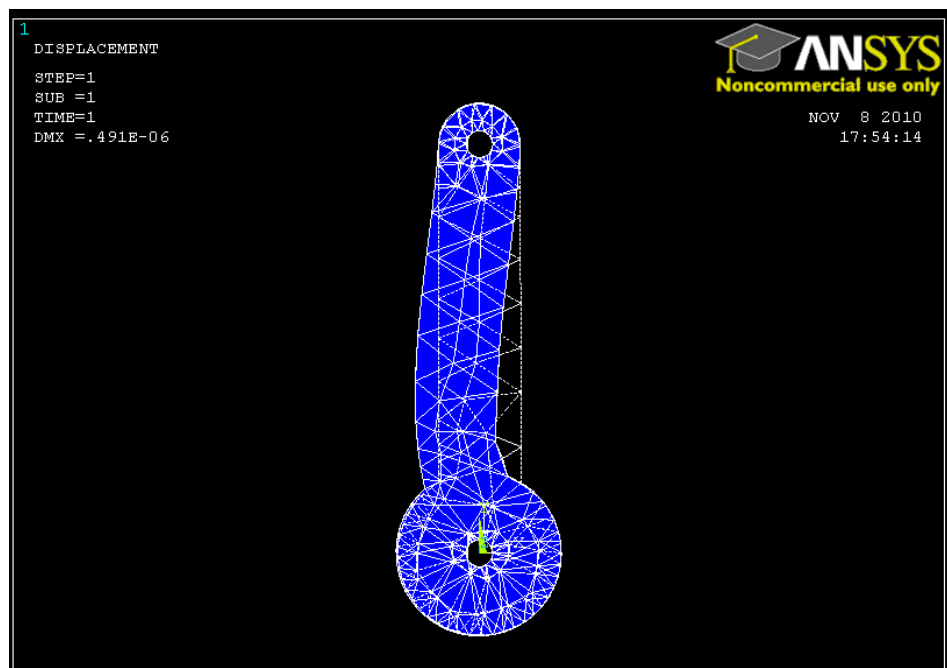 1
DISPLACEMENT
STEP=1
SUB =1
TIME=1
DMX =.491E-06
ANSYS
Noncommercial use only
NOV 8 2010
17:54:14